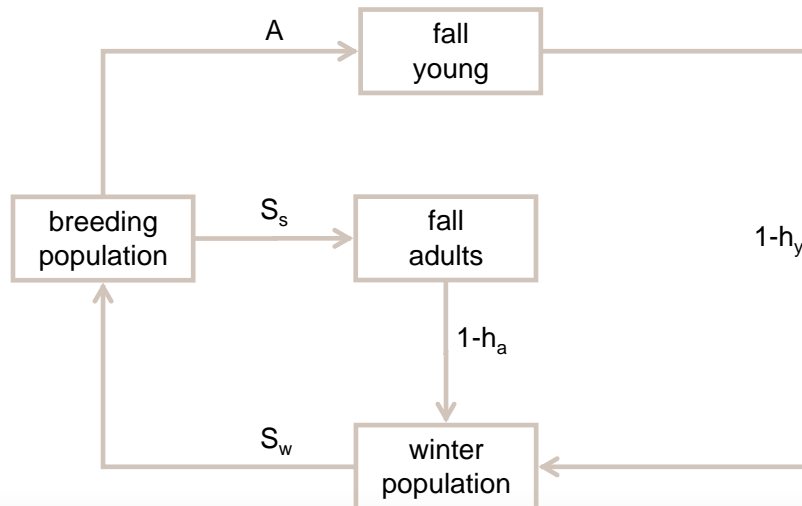 A
fall
young
breeding
population
S_s
fall
adults
1-h_y
1-h_a
S_w
winter
population